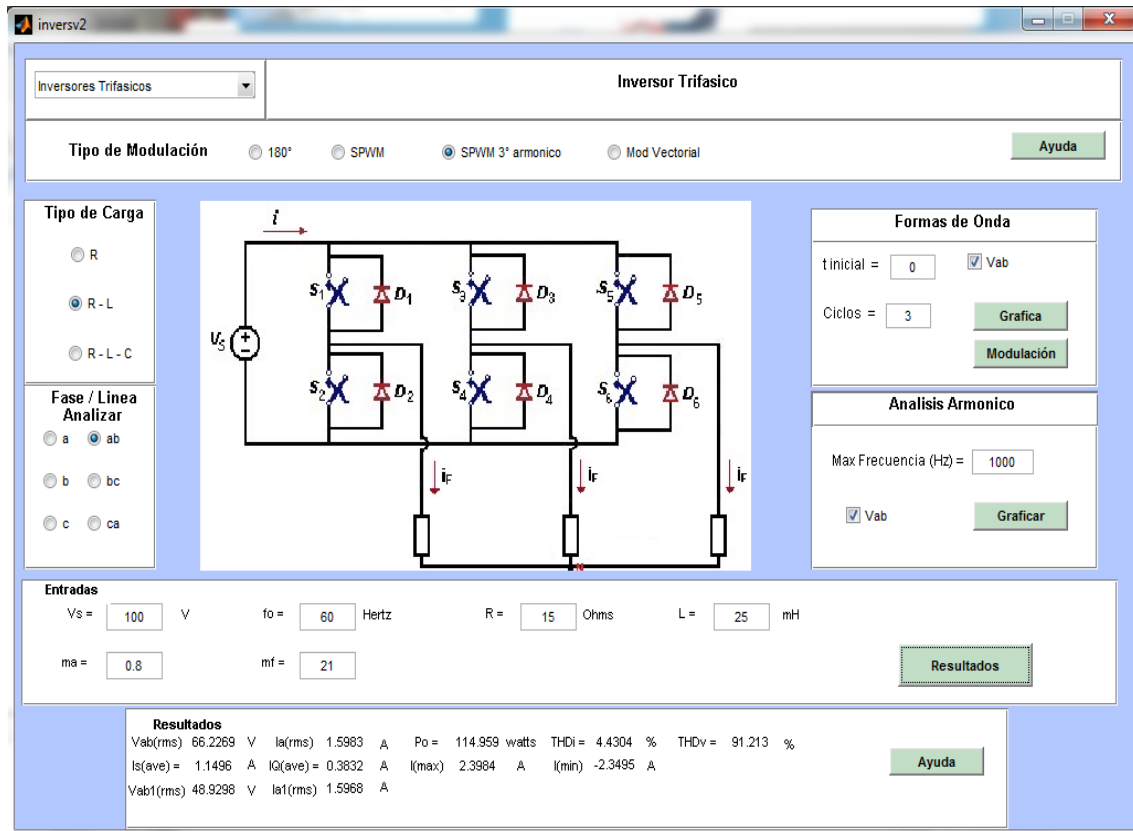 inversv2
Inversores Trifasicos
Inversor Trifasico
Tipo de Modulación 180° SPWM SPWM 3° armonico Mod Vectorial Ayuda
Tipo de Carga
R
R - L
R - L - C
Fase / Linea
Analizar
a ab
b bc
c ca
i
S1 D1 S3 D3 S5 D5
Vs
S2 D2 S4 D4 S6 D6
iF iF iF
N
Formas de Onda
t inicial = 0 Vab
Ciclos = 3 Grafica
Modulación
Analisis Armonico
Max Frecuencia (Hz) = 1000
Vab Graficar
Entradas
Vs = 100 V fo = 60 Hertz R = 15 Ohms L = 25 mH
ma = 0.8 mf = 21
Resultados
Resultados
Vab(rms) 66.2269 V Ia(rms) 1.5983 A Po = 114.959 watts THDi = 4.4304 % THDv = 91.213 %
Is(ave) = 1.1496 A IQ(ave) = 0.3832 A I(max) 2.3984 A I(min) -2.3495 A
Vab1(rms) 48.9298 V Ia1(rms) 1.5968 A
Ayuda